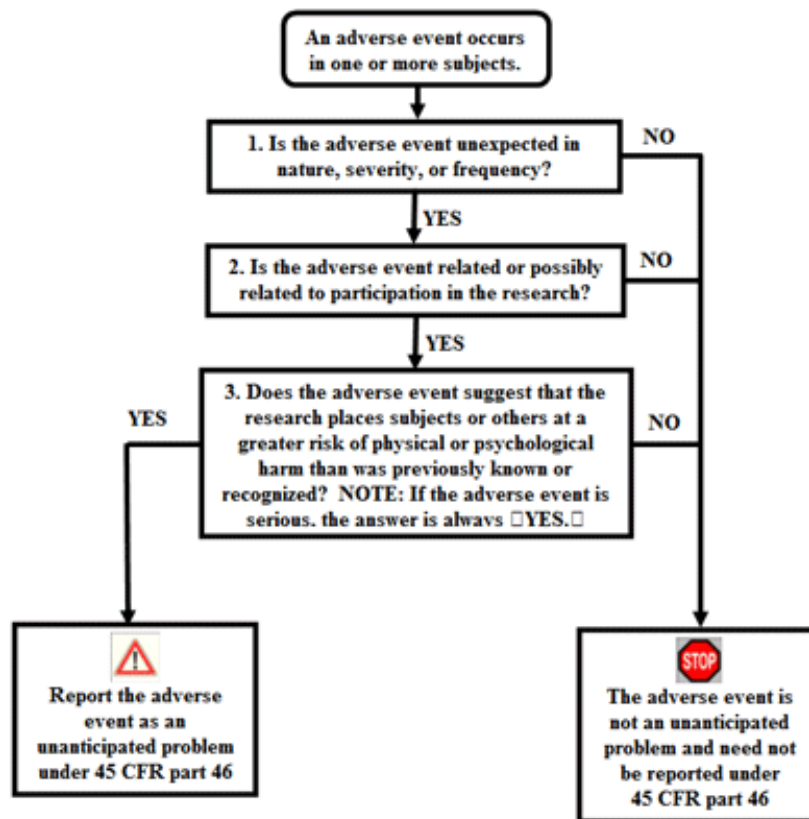 An adverse event occurs
in one or more subjects.
1. Is the adverse event unexpected in
nature, severity, or frequency?
NO
YES
2. Is the adverse event related or possibly
related to participation in the research?
NO
YES
3. Does the adverse event suggest that the
research places subjects or others at a
greater risk of physical or psychological
harm than was previously known or
recognized? NOTE: If the adverse event is
serious, the answer is always □YES.□
YES
NO
Report the adverse
event as an
unanticipated problem
under 45 CFR part 46
STOP
The adverse event is
not an unanticipated
problem and need not
be reported under
45 CFR part 46